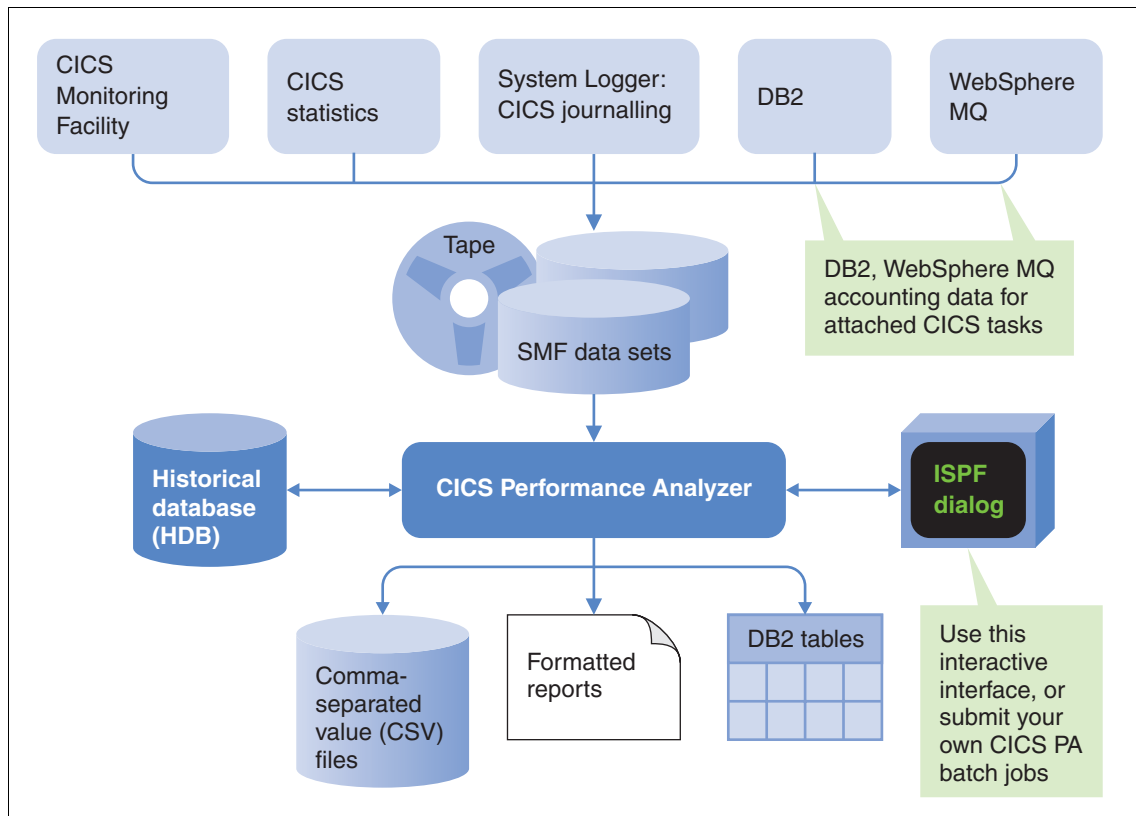 CICS
Monitoring
Facility
CICS
statistics
System Logger:
CICS journalling
DB2
WebSphere
MQ
Tape
SMF data sets
DB2, WebSphere MQ
accounting data for
attached CICS tasks
Historical
database
(HDB)
CICS Performance Analyzer
ISPF
dialog
Comma-
separated
value (CSV)
files
Formatted
reports
DB2 tables
Use this
interactive
interface, or
submit your
own CICS PA
batch jobs